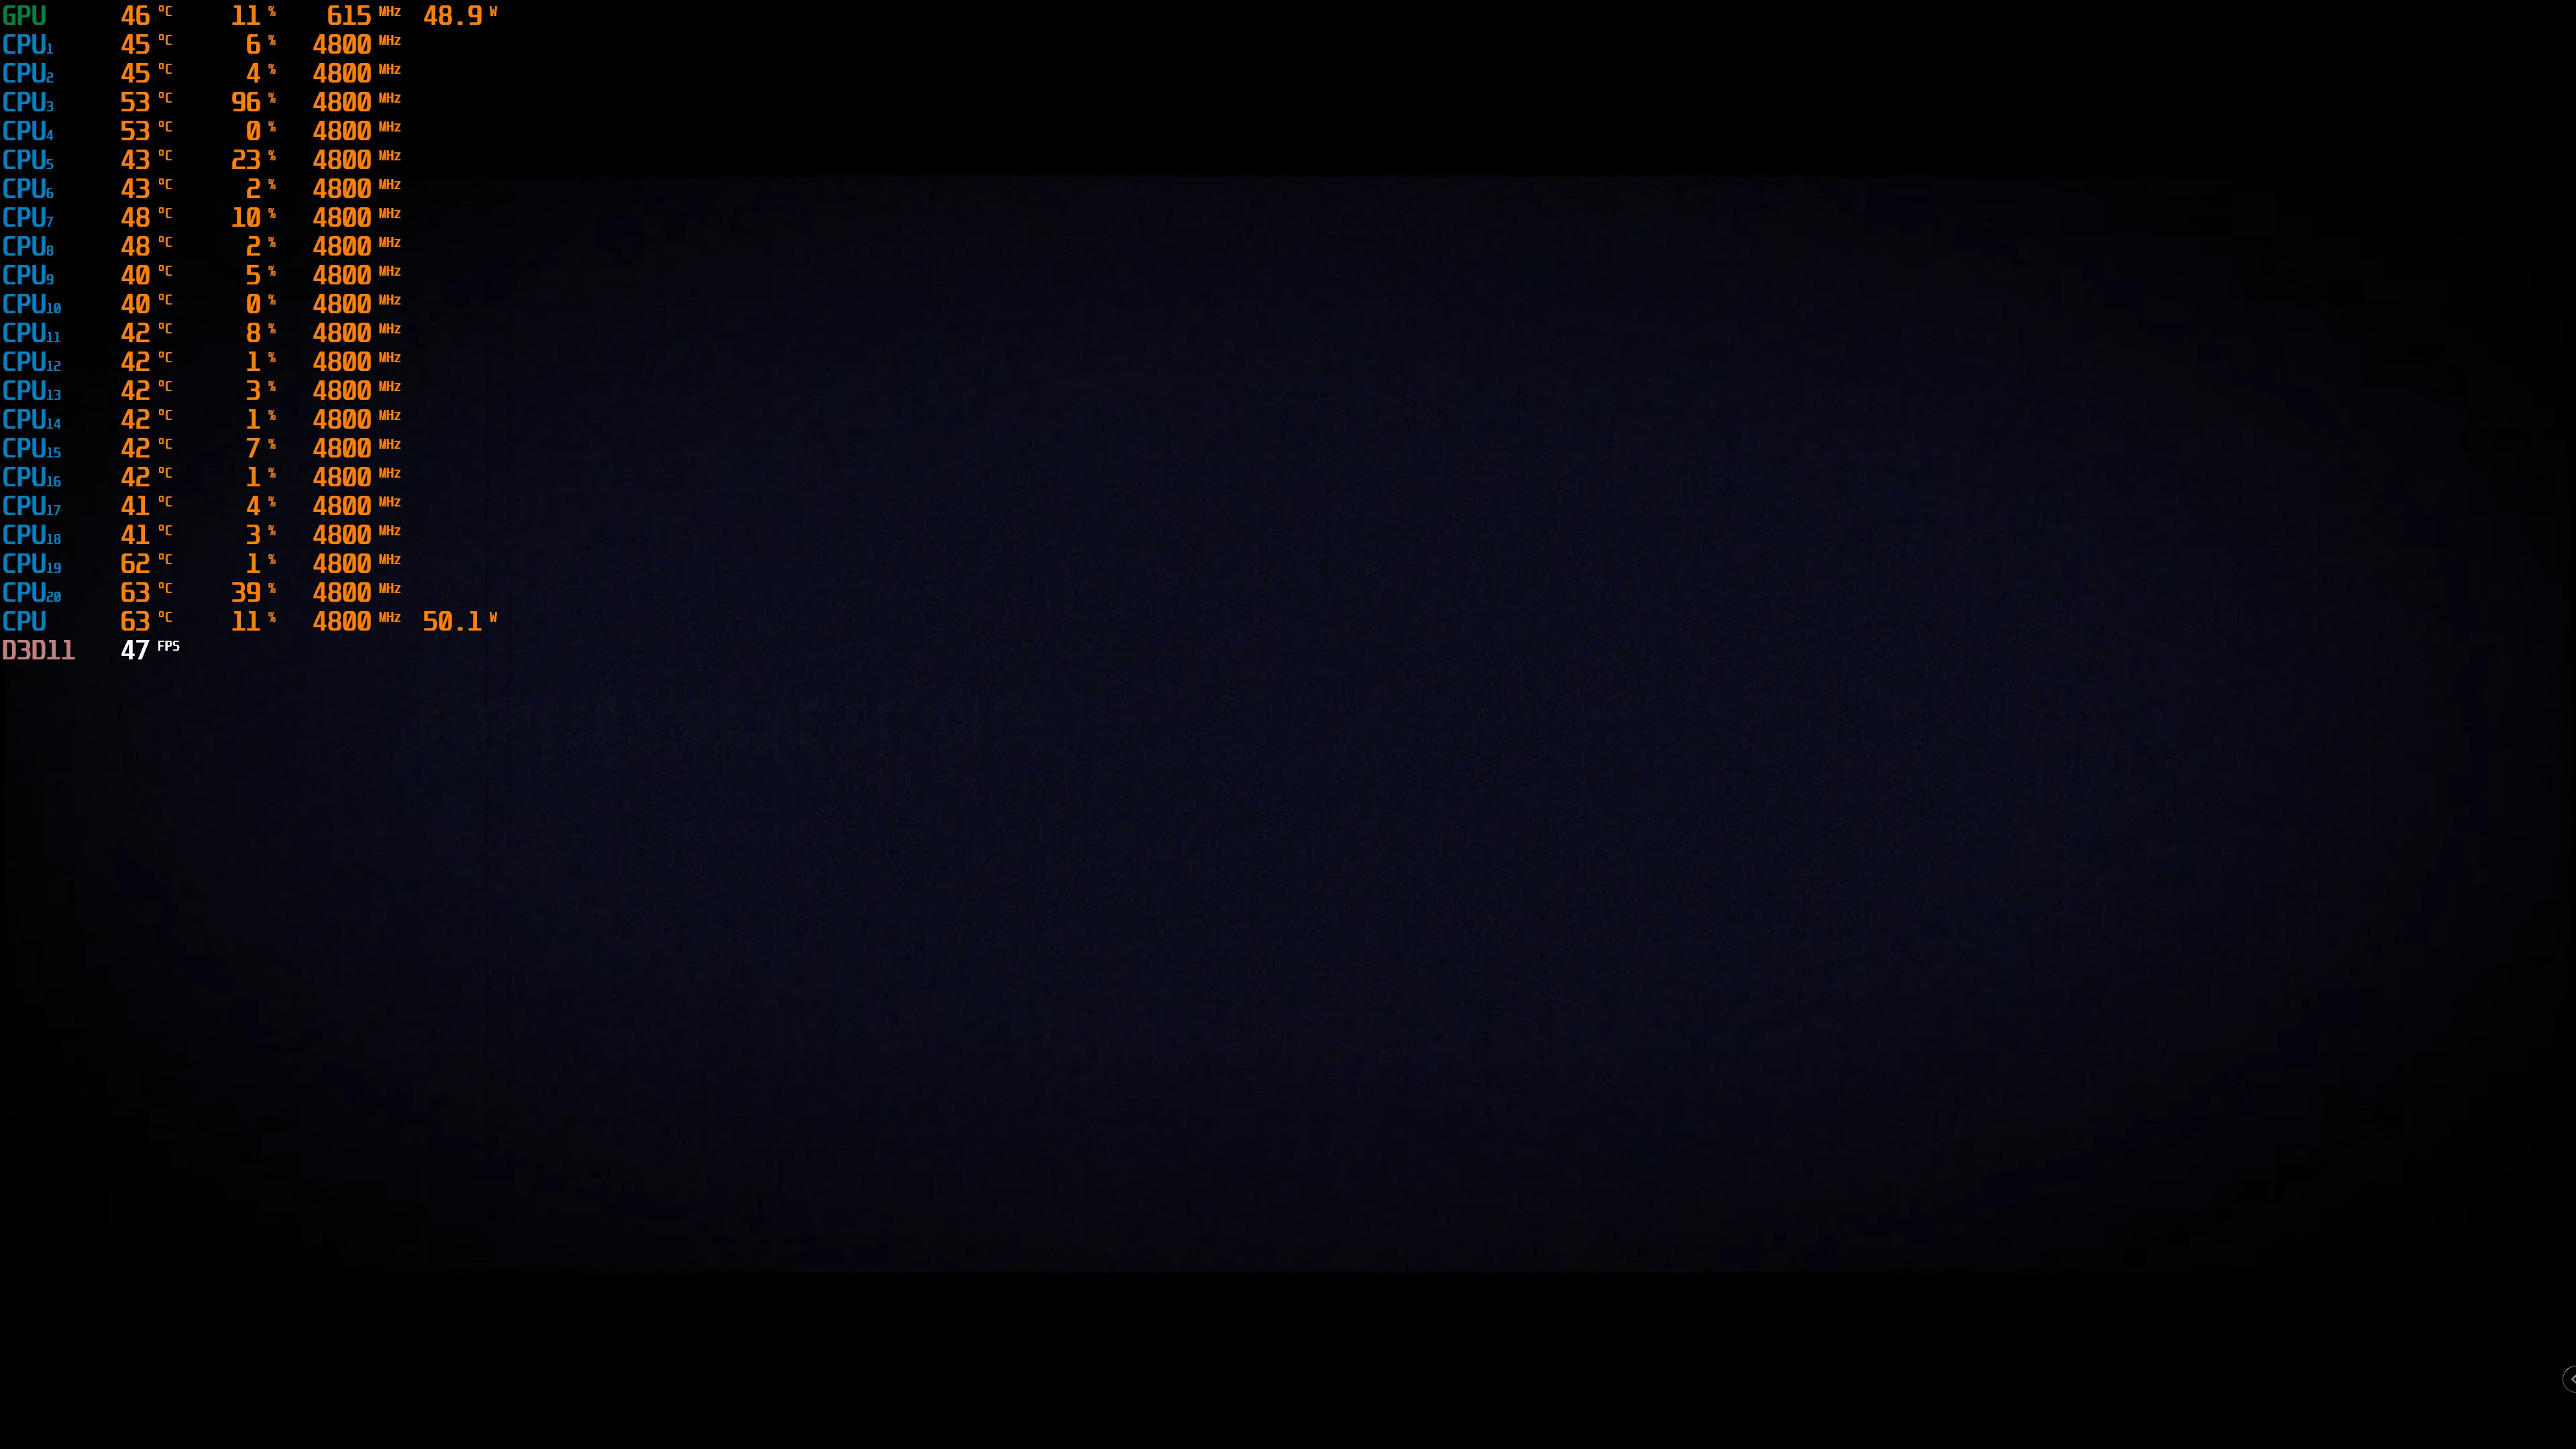 GPU 46 °C 11 % 615 MHz 48.9 W
CPU1 45 °C 6 % 4800 MHz
CPU2 45 °C 4 % 4800 MHz
CPU3 53 °C 96 % 4800 MHz
CPU4 53 °C 0 % 4800 MHz
CPU5 43 °C 23 % 4800 MHz
CPU6 43 °C 2 % 4800 MHz
CPU7 48 °C 10 % 4800 MHz
CPU8 48 °C 2 % 4800 MHz
CPU9 40 °C 5 % 4800 MHz
CPU10 40 °C 0 % 4800 MHz
CPU11 42 °C 8 % 4800 MHz
CPU12 42 °C 1 % 4800 MHz
CPU13 42 °C 3 % 4800 MHz
CPU14 42 °C 1 % 4800 MHz
CPU15 42 °C 7 % 4800 MHz
CPU16 42 °C 1 % 4800 MHz
CPU17 41 °C 4 % 4800 MHz
CPU18 41 °C 3 % 4800 MHz
CPU19 62 °C 1 % 4800 MHz
CPU20 63 °C 39 % 4800 MHz
CPU 63 °C 11 % 4800 MHz 50.1 W
D3D11 47 FPS